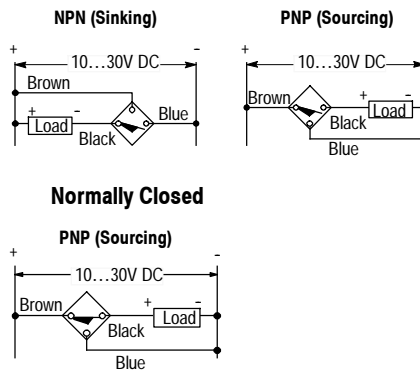 NPN (Sinking)
+ -
10…30V DC
Brown
+ -
Load
Black
Blue
PNP (Sourcing)
+
10…30V DC
Brown
+ -
Load
Black
Blue
Normally Closed
PNP (Sourcing)
+ -
10…30V DC
Brown
+ -
Load
Black
Blue